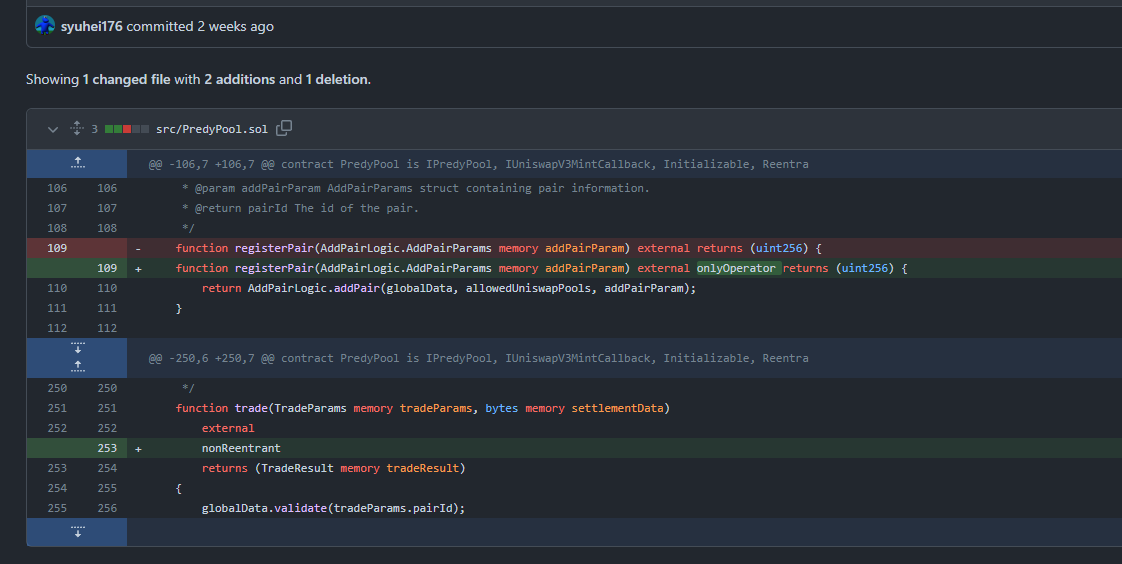 syuhei176 committed 2 weeks ago
Showing 1 changed file with 2 additions and 1 deletion.
3 src/PredyPool.sol
@@ -106,7 +106,7 @@ contract PredyPool is IPredyPool, IUniswapV3MintCallback, Initializable, Reentra
106 106 * @param addPairParam AddPairParams struct containing pair information.
107 107 * @return pairId The id of the pair.
108 108 */
109 - function registerPair(AddPairLogic.AddPairParams memory addPairParam) external returns (uint256) {
109 + function registerPair(AddPairLogic.AddPairParams memory addPairParam) external onlyOperator returns (uint256) {
110 110 return AddPairLogic.addPair(globalData, allowedUniswapPools, addPairParam);
111 111 }
112 112
@@ -250,6 +250,7 @@ contract PredyPool is IPredyPool, IUniswapV3MintCallback, Initializable, Reentra
250 250 */
251 251 function trade(TradeParams memory tradeParams, bytes memory settlementData)
252 252 external
253 + nonReentrant
253 254 returns (TradeResult memory tradeResult)
254 255 {
255 256 globalData.validate(tradeParams.pairId);